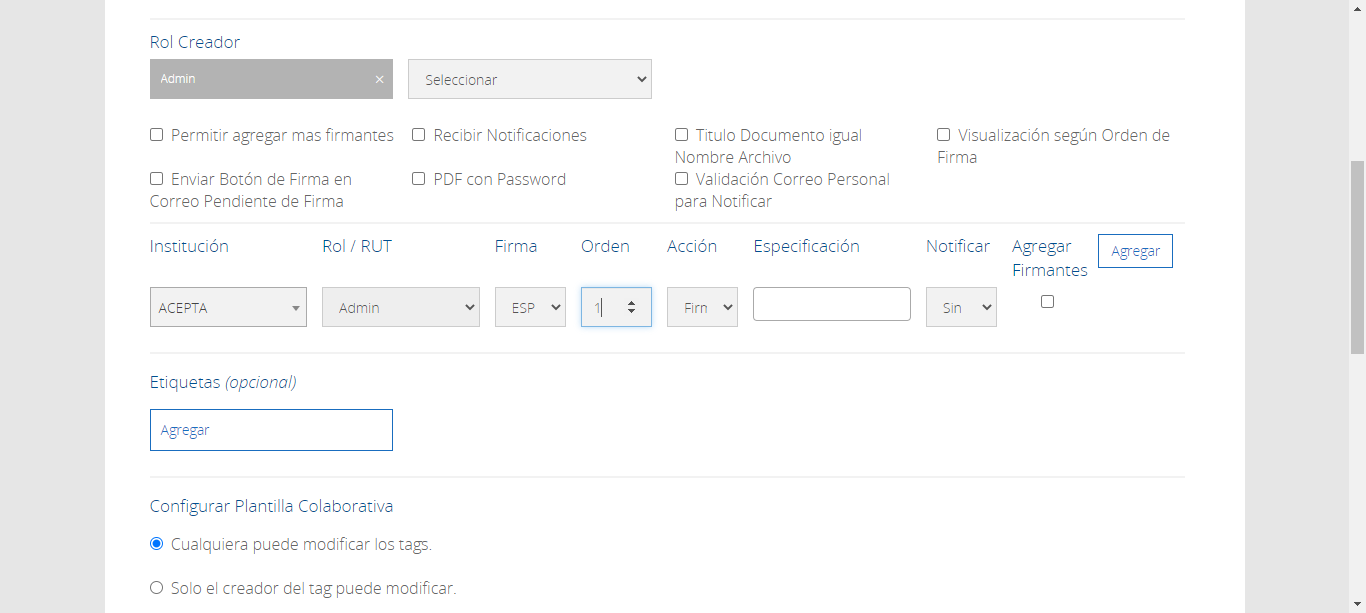 Rol Creador
Admin ×
Seleccionar
Permitir agregar mas firmantes
Recibir Notificaciones
Titulo Documento igual
Nombre Archivo
Visualización según Orden de
Firma
Enviar Botón de Firma en
Correo Pendiente de Firma
PDF con Password
Validación Correo Personal
para Notificar
Institución
Rol / RUT
Firma
Orden
Acción
Especificación
Notificar
Agregar
Firmantes
Agregar
ACEPTA
Admin
ESP
1
Firn
Sin
Etiquetas (opcional)
Agregar
Configurar Plantilla Colaborativa
Cualquiera puede modificar los tags.
Solo el creador del tag puede modificar.